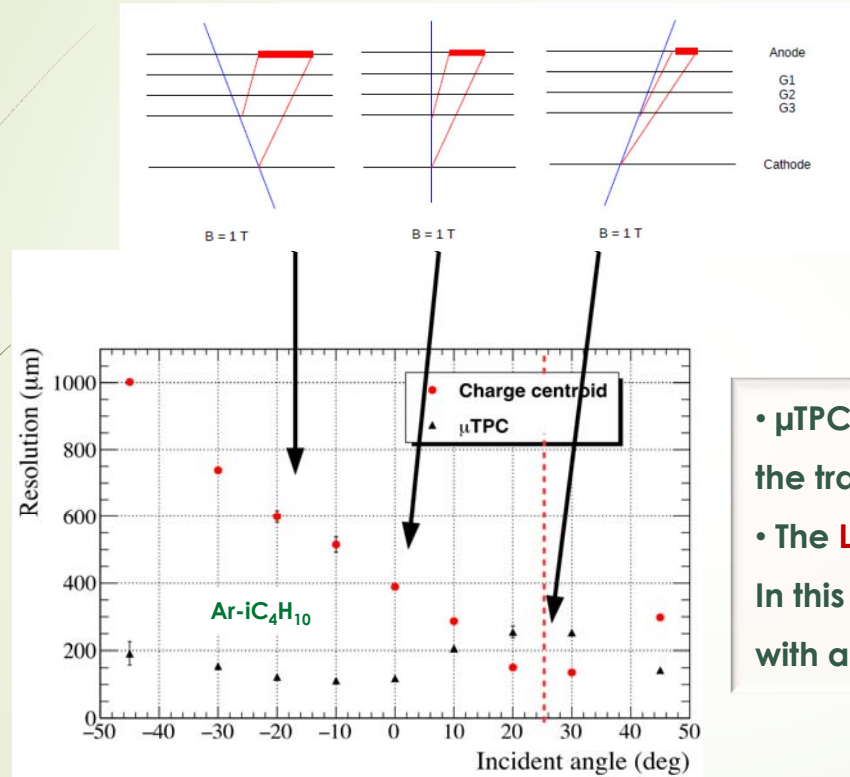 Anode
G1
G2
G3
Cathode
B = 1 T
B = 1 T
B = 1 T
Resolution (μm)
1000
800
600
400
200
0
Charge centroid
μTPC
Ar-iC₄H₁₀
−50 −40 −30 −20 −10 0 10 20 30 40 50
Incident angle (deg)
• μTPC
the tra
• The L
In this
with a